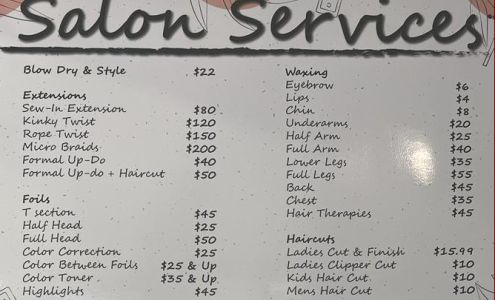 Salon Services
Blow Dry & Style $22
Extensions
Sew-In Extension $80
Kinky Twist $120
Rope Twist $150
Micro Braids $200
Formal Up-Do $40
Formal Up-do + Haircut $50
Foils
T section $45
Half Head $25
Full Head $50
Color Correction $25
Color Between Foils $25 & Up
Color Toner $35 & Up
Highlights $45
Waxing
Eyebrow $6
Lips $4
Chin $8
Underarms $20
Half Arm $25
Full Arm $40
Lower Legs $35
Full Legs $55
Back $45
Chest $35
Hair Therapies $45
Haircuts
Ladies Cut & Finish $15.99
Ladies Clipper Cut $10
Kids Hair Cut $10
Mens Hair Cut $10